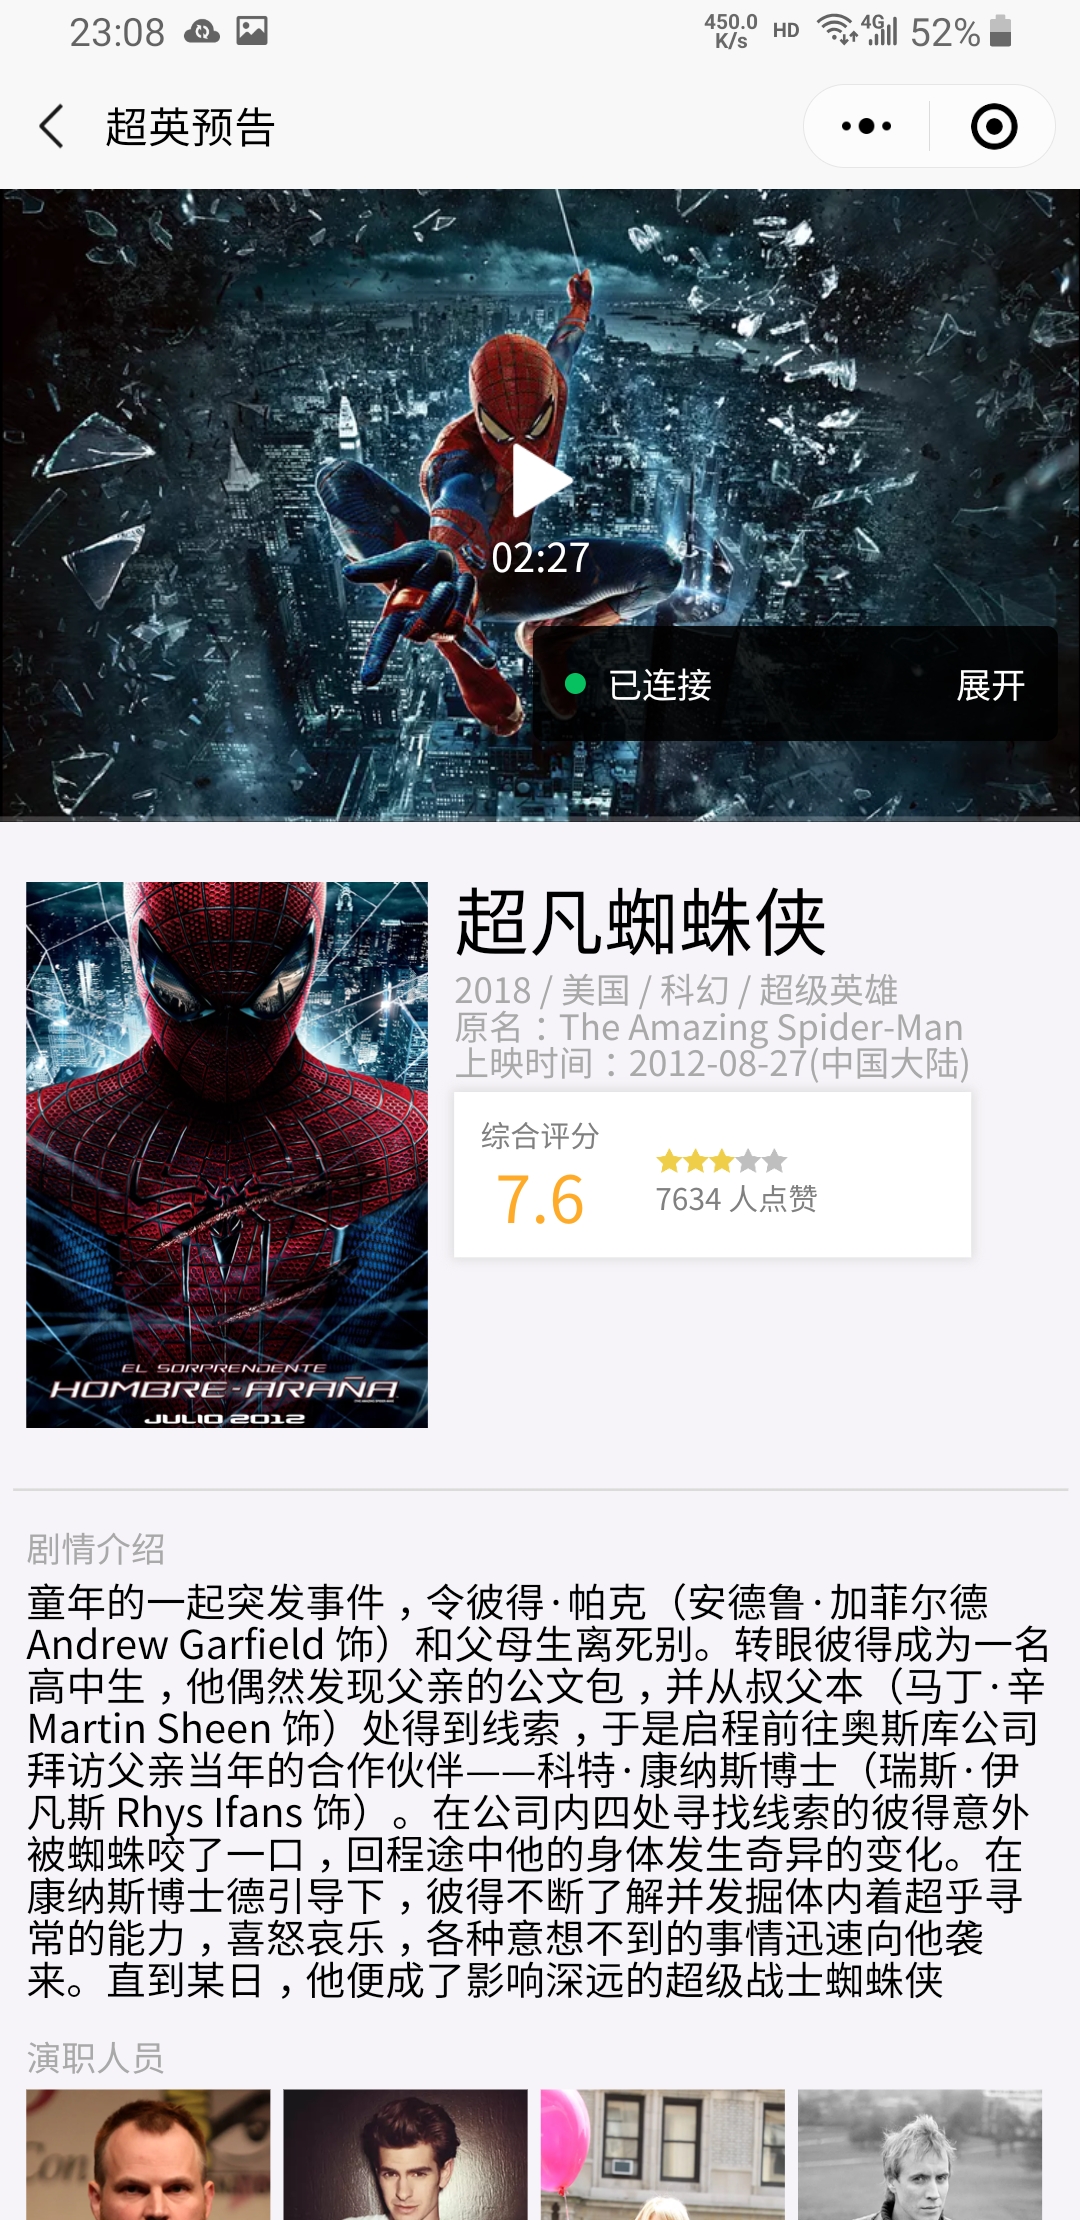 23:08
450.0
K/s
HD
4G
52%
超英预告
02:27
已连接
展开
超凡蜘蛛侠
2018 / 美国 / 科幻 / 超级英雄
原名：The Amazing Spider-Man
上映时间：2012-08-27(中国大陆)
综合评分
7.6
7634 人点赞
EL SORPRENDENTE
HOMBRE-ARAÑA
JULIO 2012
剧情介绍
童年的一起突发事件，令彼得·帕克（安德鲁·加菲尔德
Andrew Garfield 饰）和父母生离死别。转眼彼得成为一名
高中生，他偶然发现父亲的公文包，并从叔父本（马丁·辛
Martin Sheen 饰）处得到线索，于是启程前往奥斯库公司
拜访父亲当年的合作伙伴——科特·康纳斯博士（瑞斯·伊
凡斯 Rhys Ifans 饰）。在公司内四处寻找线索的彼得意外
被蜘蛛咬了一口，回程途中他的身体发生奇异的变化。在
康纳斯博士德引导下，彼得不断了解并发掘体内着超乎寻
常的能力，喜怒哀乐，各种意想不到的事情迅速向他袭
来。直到某日，他便成了影响深远的超级战士蜘蛛侠
演职人员